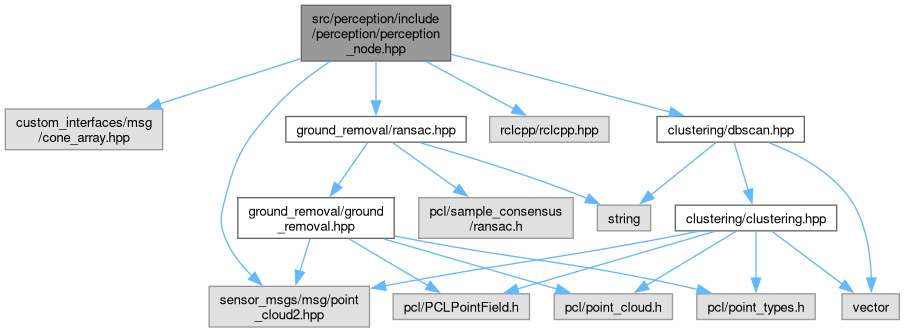 src/perception/include
/perception/perception
_node.hpp
custom_interfaces/msg
/cone_array.hpp
ground_removal/ransac.hpp
rclcpp/rclcpp.hpp
clustering/dbscan.hpp
ground_removal/ground
_removal.hpp
pcl/sample_consensus
/ransac.h
string
clustering/clustering.hpp
sensor_msgs/msg/point
_cloud2.hpp
pcl/PCLPointField.h
pcl/point_cloud.h
pcl/point_types.h
vector